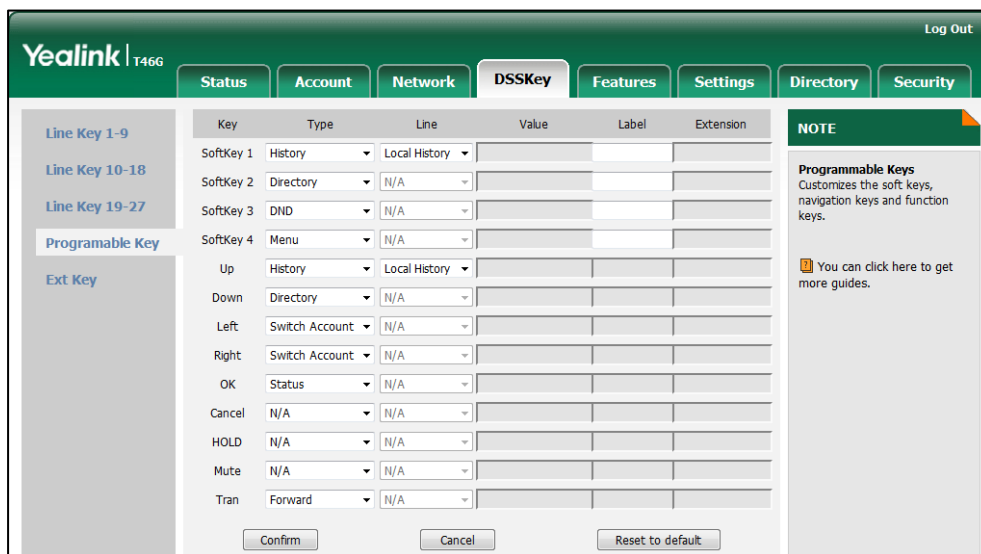 Log Out
Yealink T46G
Status Account Network DSSKey Features Settings Directory Security
Line Key 1-9
Line Key 10-18
Line Key 19-27
Programable Key
Ext Key
Key Type Line Value Label Extension
SoftKey 1 History Local History
SoftKey 2 Directory N/A
SoftKey 3 DND N/A
SoftKey 4 Menu N/A
Up History Local History
Down Directory N/A
Left Switch Account N/A
Right Switch Account N/A
OK Status N/A
Cancel N/A N/A
HOLD N/A N/A
Mute N/A N/A
Tran Forward N/A
Confirm Cancel Reset to default
NOTE
Programmable Keys
Customizes the soft keys,
navigation keys and function
keys.
? You can click here to get
more guides.